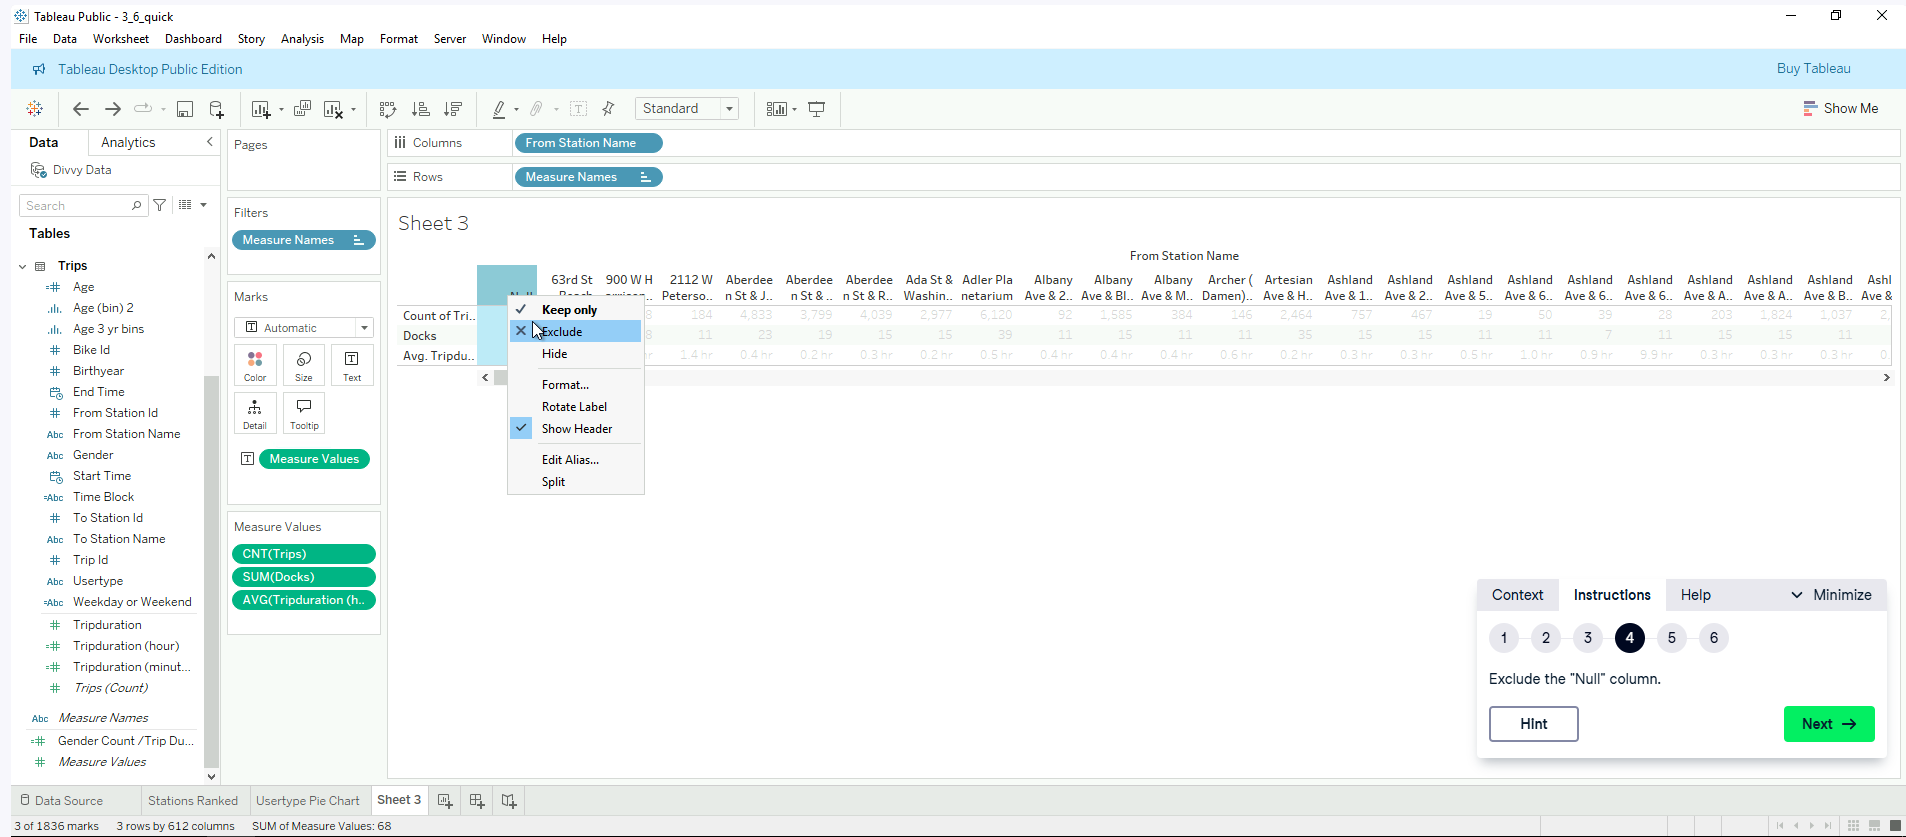 Tableau Public - 3_6_quick
File Data Worksheet Dashboard Story Analysis Map Format Server Window Help
Tableau Desktop Public Edition
Buy Tableau
Standard
Show Me
Data Analytics
Divvy Data
Search
Tables
Trips
Age
Age (bin) 2
Age 3 yr bins
Bike Id
Birthyear
End Time
From Station Id
Abc From Station Name
Abc Gender
Start Time
=Abc Time Block
To Station Id
Abc To Station Name
Trip Id
Abc Usertype
=Abc Weekday or Weekend
Tripduration
Tripduration (hour)
Tripduration (minut...
Trips (Count)
Abc Measure Names
Gender Count /Trip Du...
Measure Values
Pages
Filters
Measure Names
Marks
Automatic
Color Size Text
Detail Tooltip
Measure Values
Measure Values
CNT(Trips)
SUM(Docks)
AVG(Tripduration (h..
Columns From Station Name
Rows Measure Names
Sheet 3
From Station Name
63rd St 900 W H 2112 W Aberdee Aberdee Aberdee Ada St & Adler Pla Albany Albany Albany Archer ( Artesian Ashland Ashland Ashland Ashland Ashland Ashland Ashland Ashland Ashland Ashl
Peterso.. n St & J.. n St & .. n St & R.. Washin.. netarium Ave & 2.. Ave & Bl.. Ave & M.. Damen).. Ave & H.. Ave & 1... Ave & 2... Ave & 5... Ave & 6... Ave & 6... Ave & 6... Ave & A... Ave & A... Ave & B... Ave &
Count of Tri.. 8 184 4,833 3,799 4,039 2,977 6,120 92 1,585 384 146 2,464 757 467 19 50 39 28 203 1,824 1,037 2,
Docks 8 11 23 19 15 15 39 11 15 11 11 35 15 15 11 11 7 11 15 15 11
Avg. Tripdu.. 1.4 hr 0.4 hr 0.2 hr 0.3 hr 0.2 hr 0.5 hr 0.4 hr 0.4 hr 0.4 hr 0.6 hr 0.2 hr 0.3 hr 0.3 hr 0.5 hr 1.0 hr 0.9 hr 9.9 hr 0.3 hr 0.3 hr 0.3 hr 0.
Keep only
Exclude
Hide
Format...
Rotate Label
Show Header
Edit Alias...
Split
Context Instructions Help Minimize
1 2 3 4 5 6
Exclude the "Null" column.
Hint
Next
Data Source Stations Ranked Usertype Pie Chart Sheet 3
3 of 1836 marks 3 rows by 612 columns SUM of Measure Values: 68